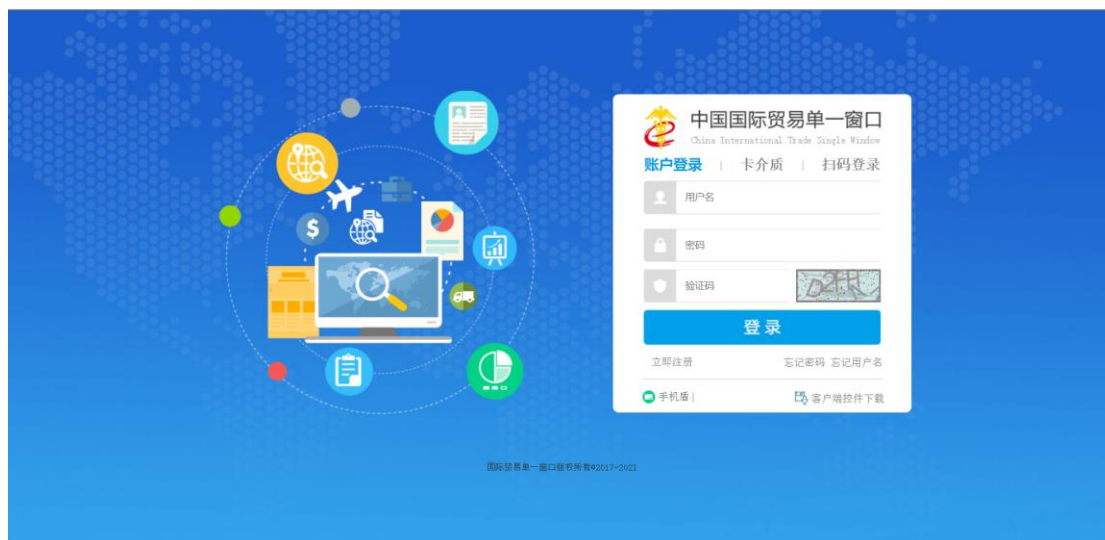 中国国际贸易单一窗口
China International Trade Single Window
账户登录 | 卡介质 | 扫码登录
用户名
密码
验证码
登录
立即注册 忘记密码 忘记用户名
手机盾 | 客户端控件下载
国际贸易单一窗口版权所有©2017-2021
$